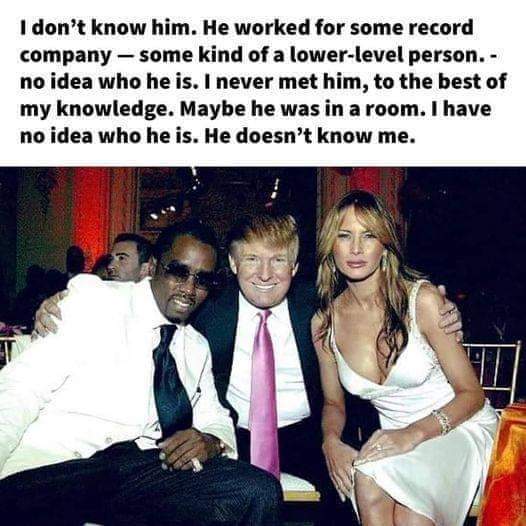 I don’t know him. He worked for some record
company — some kind of a lower-level person. -
no idea who he is. I never met him, to the best of
my knowledge. Maybe he was in a room. I have
no idea who he is. He doesn’t know me.